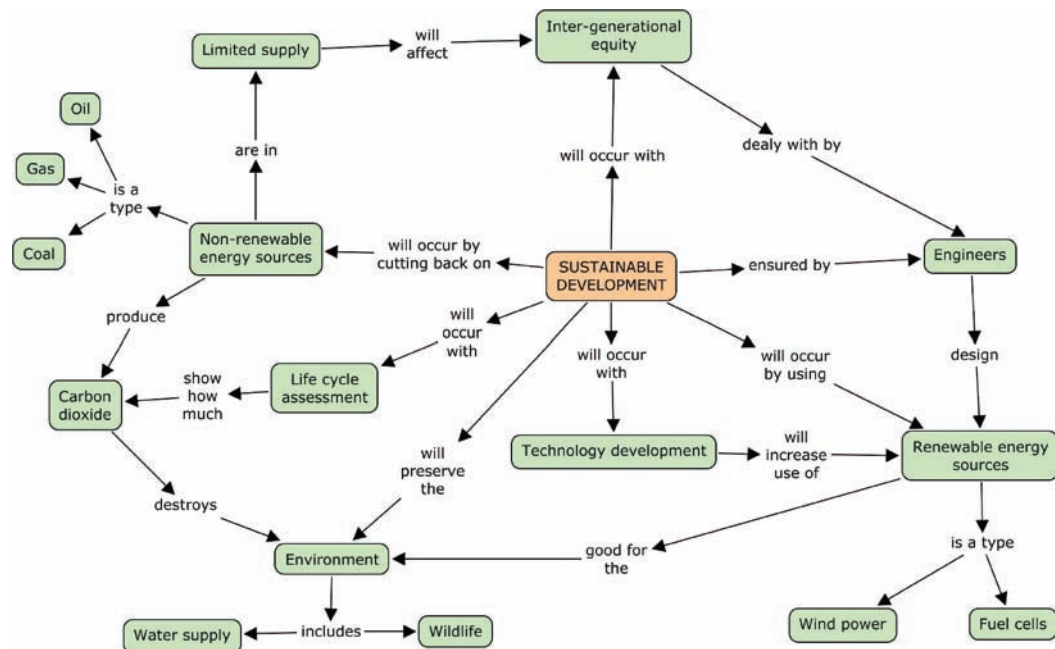 Limited supply
will
affect
Inter-generational
equity
Oil
Gas
Coal
is a
type
are in
will occur with
dealy with by
Non-renewable
energy sources
will occur by
cutting back on
SUSTAINABLE
DEVELOPMENT
ensured by
Engineers
produce
will
occur
with
will occur
with
will occur
by using
design
Carbon
dioxide
show
how
much
Life cycle
assessment
will
preserve
the
Technology development
will
increase
use of
Renewable energy
sources
destroys
Environment
good for
the
is a type
Water supply
includes
Wildlife
Wind power
Fuel cells